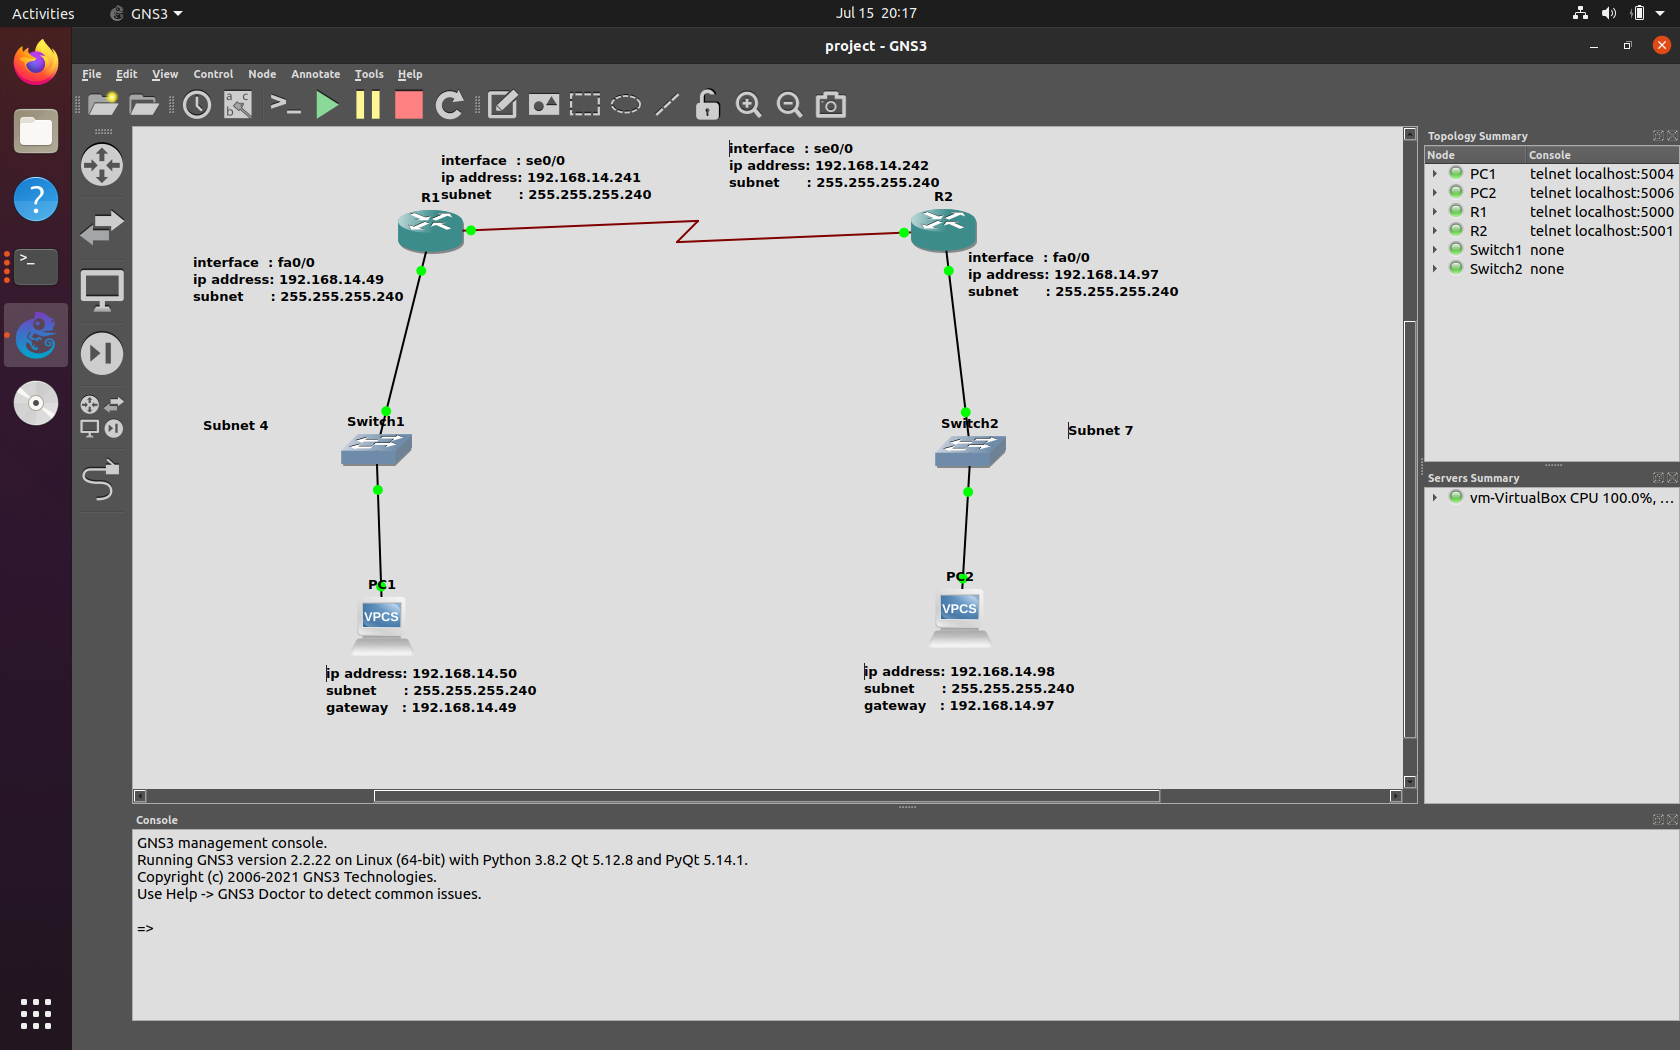 Activities GNS3 Jul 15 20:17
project - GNS3
File Edit View Control Node Annotate Tools Help
interface : se0/0
ip address: 192.168.14.241
subnet : 255.255.255.240
R1
interface : se0/0
ip address: 192.168.14.242
subnet : 255.255.255.240
R2
interface : fa0/0
ip address: 192.168.14.49
subnet : 255.255.255.240
interface : fa0/0
ip address: 192.168.14.97
subnet : 255.255.255.240
Subnet 4
Switch1
Switch2
Subnet 7
PC1
VPCS
PC2
VPCS
ip address: 192.168.14.50
subnet : 255.255.255.240
gateway : 192.168.14.49
ip address: 192.168.14.98
subnet : 255.255.255.240
gateway : 192.168.14.97
Topology Summary
Node Console
PC1 telnet localhost:5004
PC2 telnet localhost:5006
R1 telnet localhost:5000
R2 telnet localhost:5001
Switch1 none
Switch2 none
Servers Summary
vm-VirtualBox CPU 100.0%, ...
Console
GNS3 management console.
Running GNS3 version 2.2.22 on Linux (64-bit) with Python 3.8.2 Qt 5.12.8 and PyQt 5.14.1.
Copyright (c) 2006-2021 GNS3 Technologies.
Use Help -> GNS3 Doctor to detect common issues.
=>